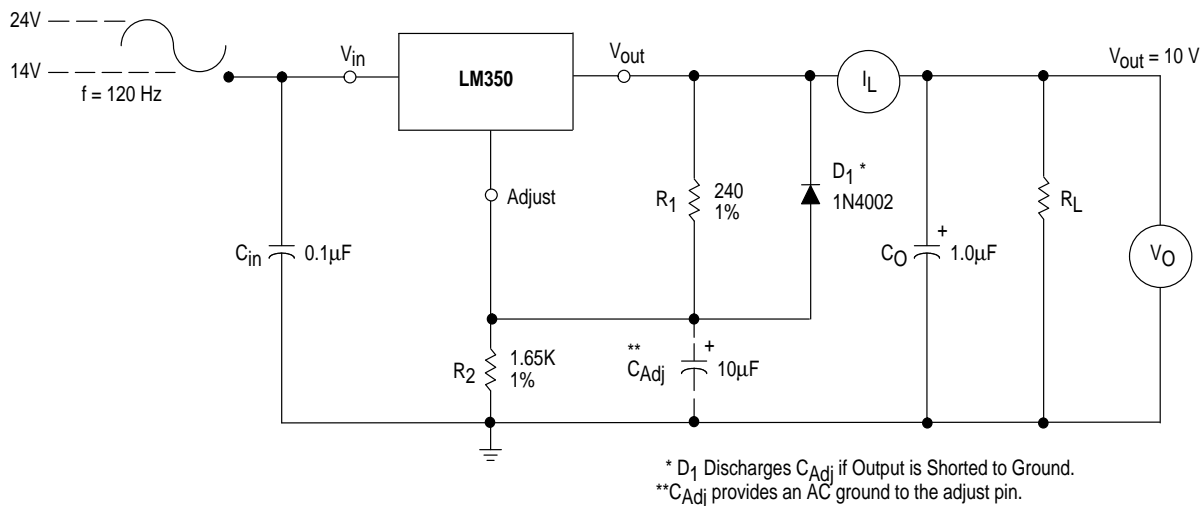 24V
14V
f = 120 Hz
Vin
LM350
Vout
IL
Vout = 10 V
Adjust
R1
240
1%
D1 *
1N4002
Cin
0.1µF
CO
+
1.0µF
RL
VO
R2
1.65K
1%
**
CAdj
+
10µF
* D1 Discharges CAdj if Output is Shorted to Ground.
**CAdj provides an AC ground to the adjust pin.